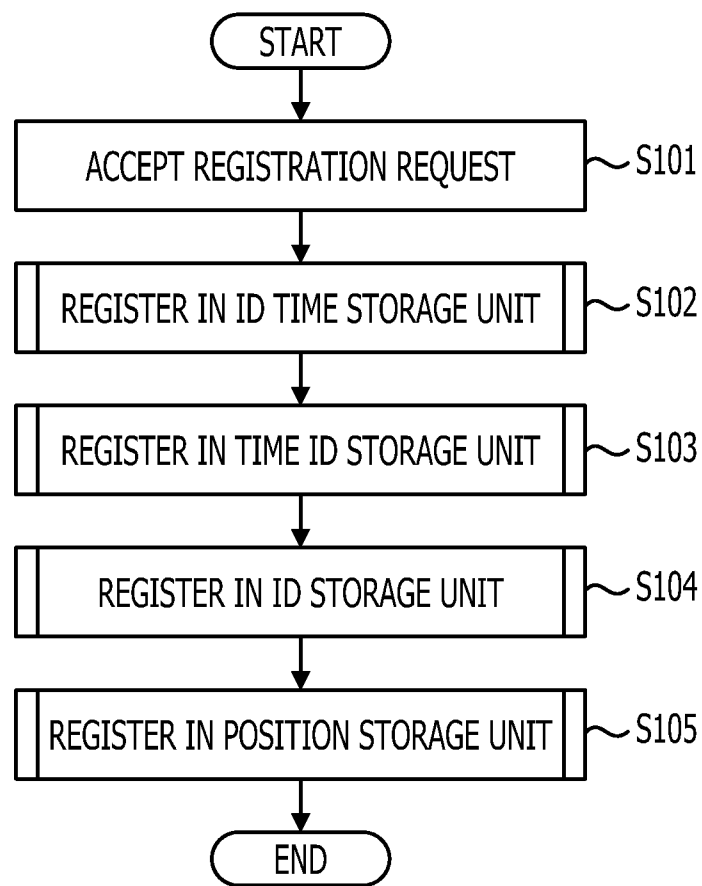 START
ACCEPT REGISTRATION REQUEST
S101
REGISTER IN ID TIME STORAGE UNIT
S102
REGISTER IN TIME ID STORAGE UNIT
S103
REGISTER IN ID STORAGE UNIT
S104
REGISTER IN POSITION STORAGE UNIT
S105
END